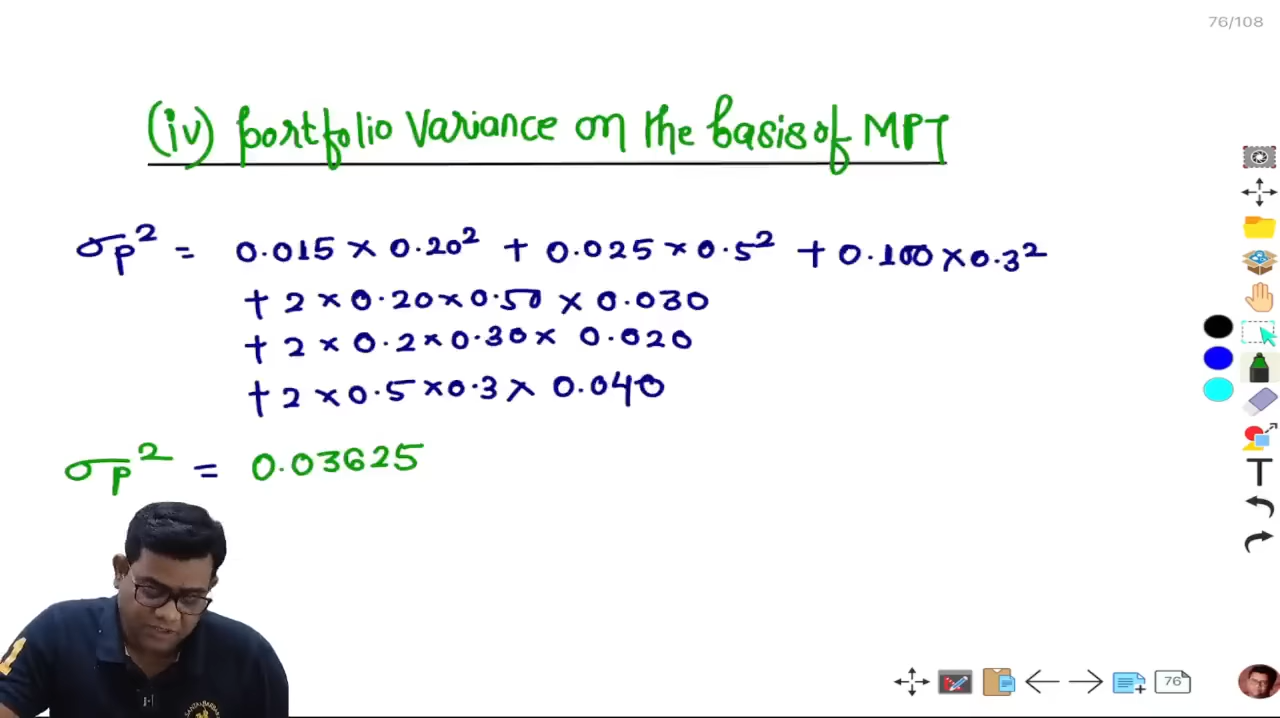 76/108
(iv) portfolio Variance on the basis of MPT
σp² = 0.015 × 0.20² + 0.025 × 0.5² + 0.100 × 0.3²
+ 2 × 0.20 × 0.50 × 0.030
+ 2 × 0.2 × 0.30 × 0.020
+ 2 × 0.5 × 0.3 × 0.040
σp² = 0.03625
T
76